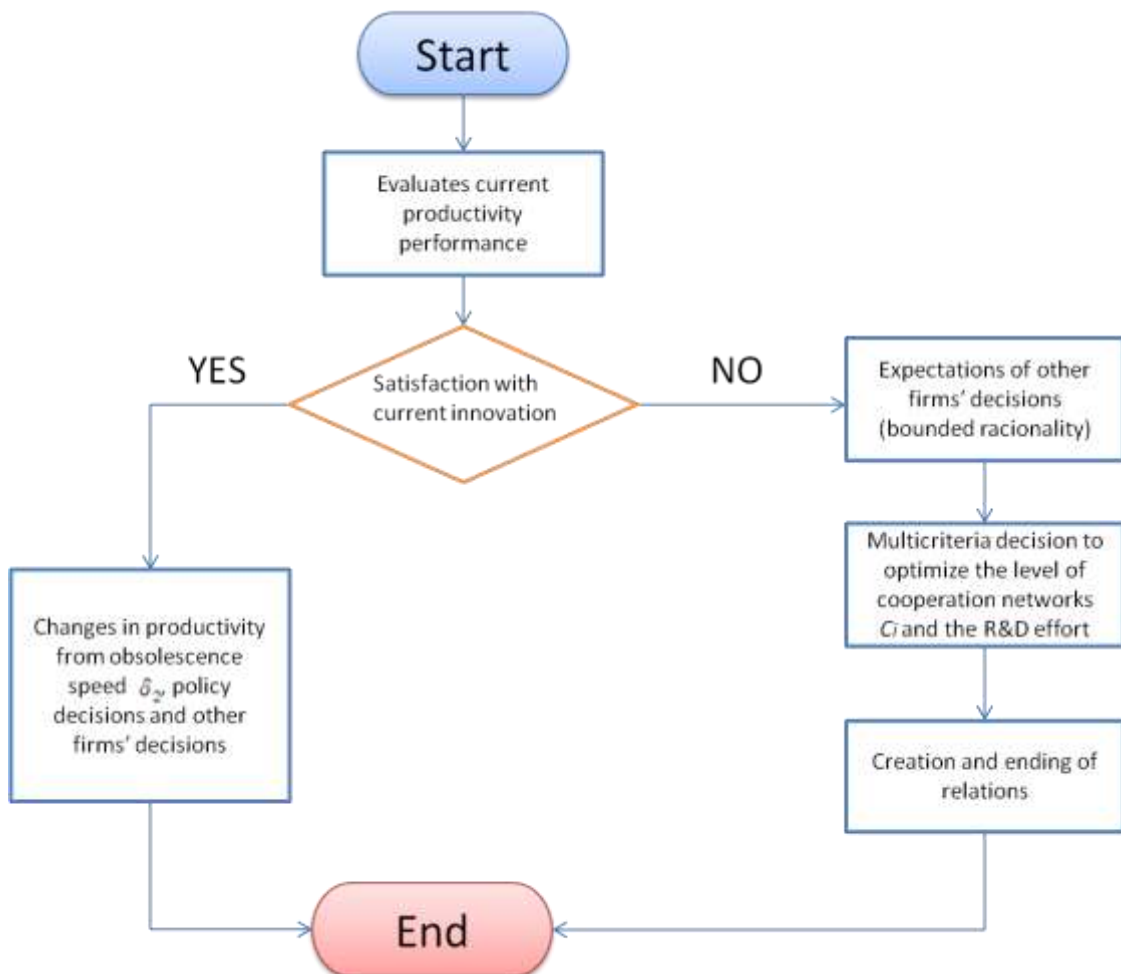 Start
Evaluates current
productivity
performance
YES
Satisfaction with
current innovation
NO
Expectations of other
firms' decisions
(bounded racionality)
Multicriteria decision to
optimize the level of
cooperation networks
Ci and the R&D effort
Changes in productivity
from obsolescence
speed δ₂, policy
decisions and other
firms' decisions
Creation and ending of
relations
End